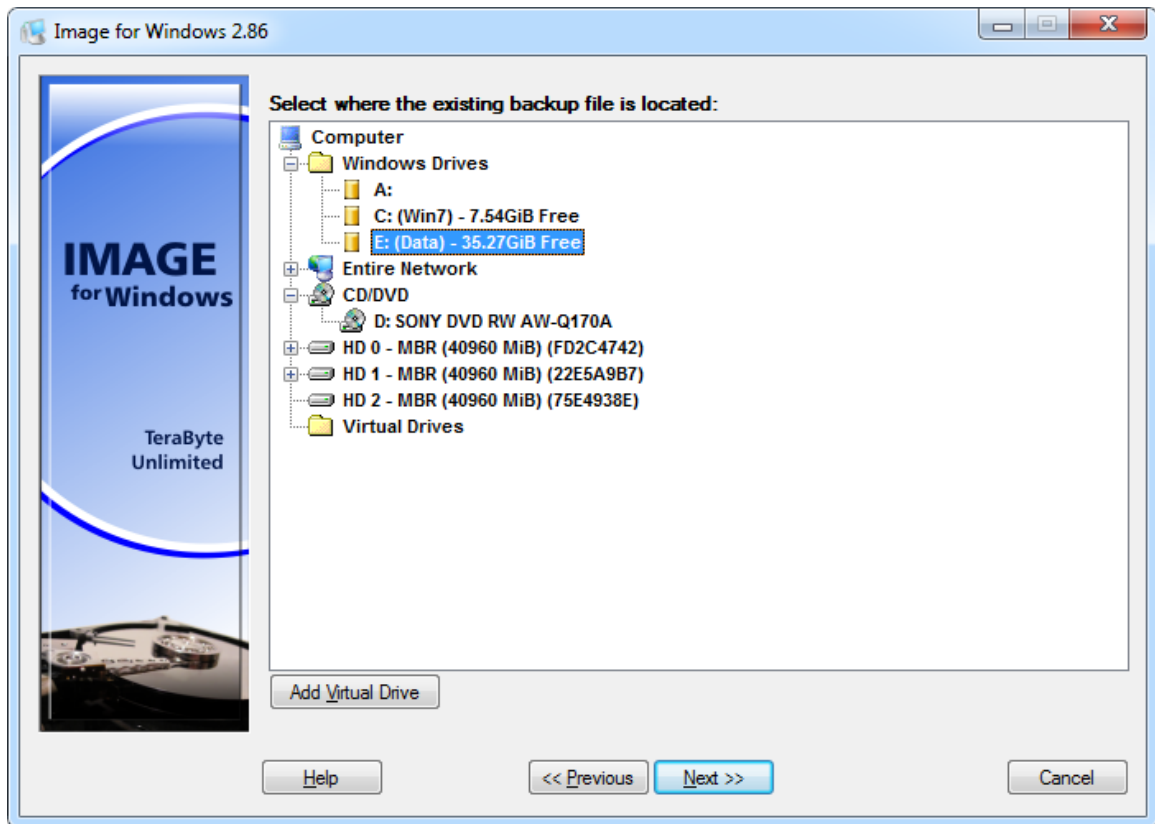 Image for Windows 2.86
IMAGE
for Windows
TeraByte
Unlimited
Select where the existing backup file is located:
Computer
Windows Drives
A:
C: (Win7) - 7.54GiB Free
E: (Data) - 35.27GiB Free
Entire Network
CD/DVD
D: SONY DVD RW AW-Q170A
HD 0 - MBR (40960 MiB) (FD2C4742)
HD 1 - MBR (40960 MiB) (22E5A9B7)
HD 2 - MBR (40960 MiB) (75E4938E)
Virtual Drives
Add Virtual Drive
Help
<< Previous
Next >>
Cancel